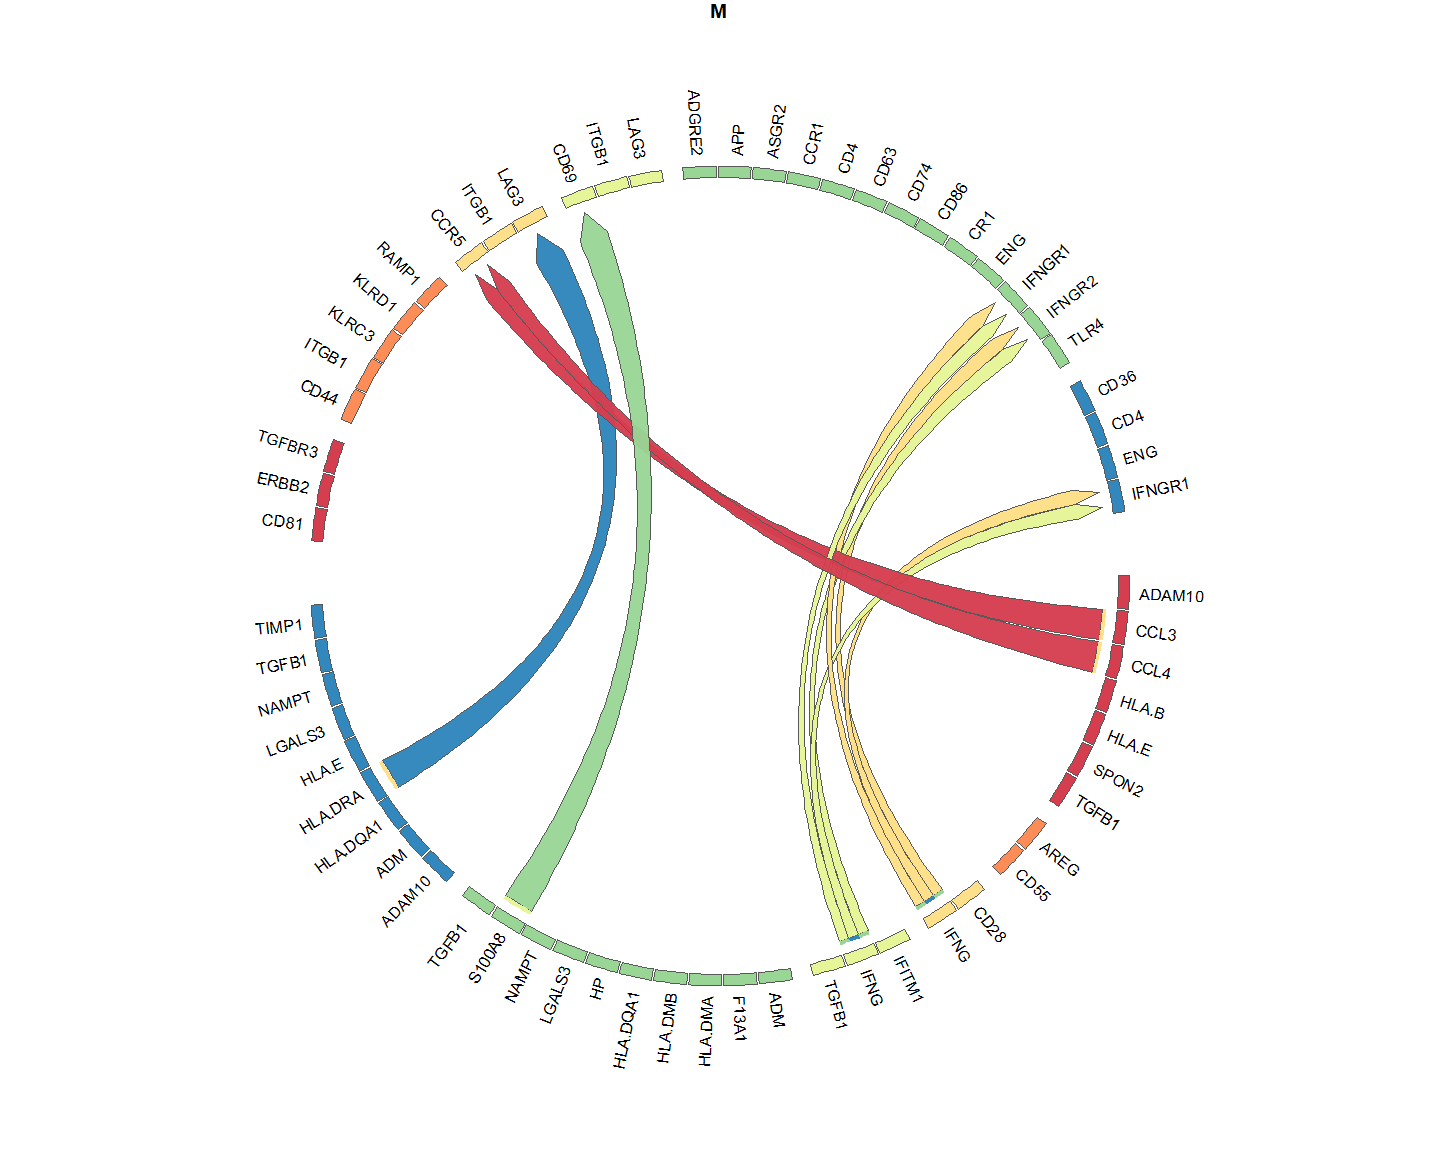 M
ADGRE2
APP
ASGR2
CCR1
CD4
CD63
CD74
CD86
CR1
ENG
IFNGR1
IFNGR2
TLR4
CD36
CD4
ENG
IFNGR1
ADAM10
CCL3
CCL4
HLA.B
HLA.E
SPON2
TGFB1
AREG
CD55
CD28
IFNG
IFITM1
IFNG
TGFB1
ADM
F13A1
HLA.DMA
HLA.DMB
HLA.DQA1
HP
LGALS3
NAMPT
S100A8
TGFB1
ADAM10
ADM
HLA.DQA1
HLA.DRA
HLA.E
LGALS3
NAMPT
TGFB1
TIMP1
CD81
ERBB2
TGFBR3
CD44
ITGB1
KLRC3
KLRD1
RAMP1
CCR5
ITGB1
LAG3
CD69
ITGB1
LAG3